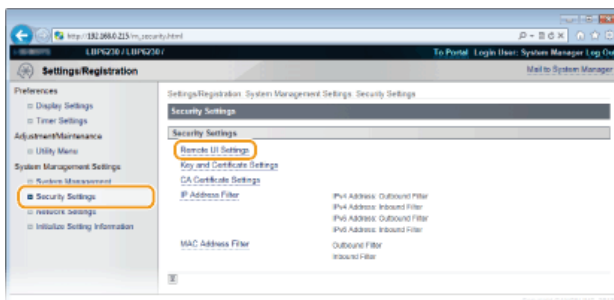 http://192.168.0.215/m_security.html
LBP6230 / LBP6230 /
To Portal Login User: System Manager Log Ou
Settings/Registration
Mail to System Manager
Preferences
Display Settings
Timer Settings
Adjustment/Maintenance
Utility Menu
System Management Settings
System Management
Security Settings
Network Settings
Initialize Setting Information
Settings/Registration: System Management Settings: Security Settings
Security Settings
Security Settings
Remote UI Settings
Key and Certificate Settings
CA Certificate Settings
IP Address Filter
IPv4 Address: Outbound Filter
IPv4 Address: Inbound Filter
IPv6 Address: Outbound Filter
IPv6 Address: Inbound Filter
MAC Address Filter
Outbound Filter
Inbound Filter